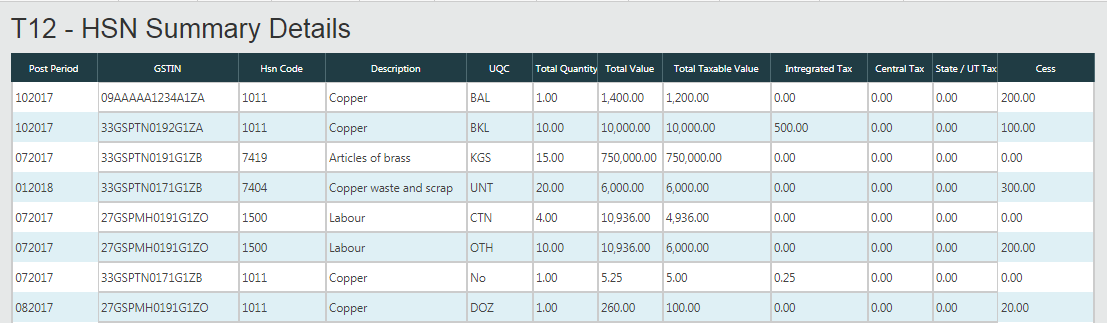 T12 - HSN Summary Details
Post Period GSTIN Hsn Code Description UQC Total Quantity Total Value Total Taxable Value Intregrated Tax Central Tax State / UT Tax Cess
102017 09AAAAA1234A1ZA 1011 Copper BAL 1.00 1,400.00 1,200.00 0.00 0.00 0.00 200.00
102017 33GSPTN0192G1ZA 1011 Copper BKL 10.00 10,000.00 10,000.00 500.00 0.00 0.00 100.00
072017 33GSPTN0191G1ZB 7419 Articles of brass KGS 15.00 750,000.00 750,000.00 0.00 0.00 0.00 0.00
012018 33GSPTN0171G1ZB 7404 Copper waste and scrap UNT 20.00 6,000.00 6,000.00 0.00 0.00 0.00 300.00
072017 27GSPMH0191G1ZO 1500 Labour CTN 4.00 10,936.00 4,936.00 0.00 0.00 0.00 0.00
072017 27GSPMH0191G1ZO 1500 Labour OTH 10.00 10,936.00 6,000.00 0.00 0.00 0.00 200.00
072017 33GSPTN0171G1ZB 1011 Copper No 1.00 5.25 5.00 0.25 0.00 0.00 0.00
082017 27GSPMH0191G1ZO 1011 Copper DOZ 1.00 260.00 100.00 0.00 0.00 0.00 20.00